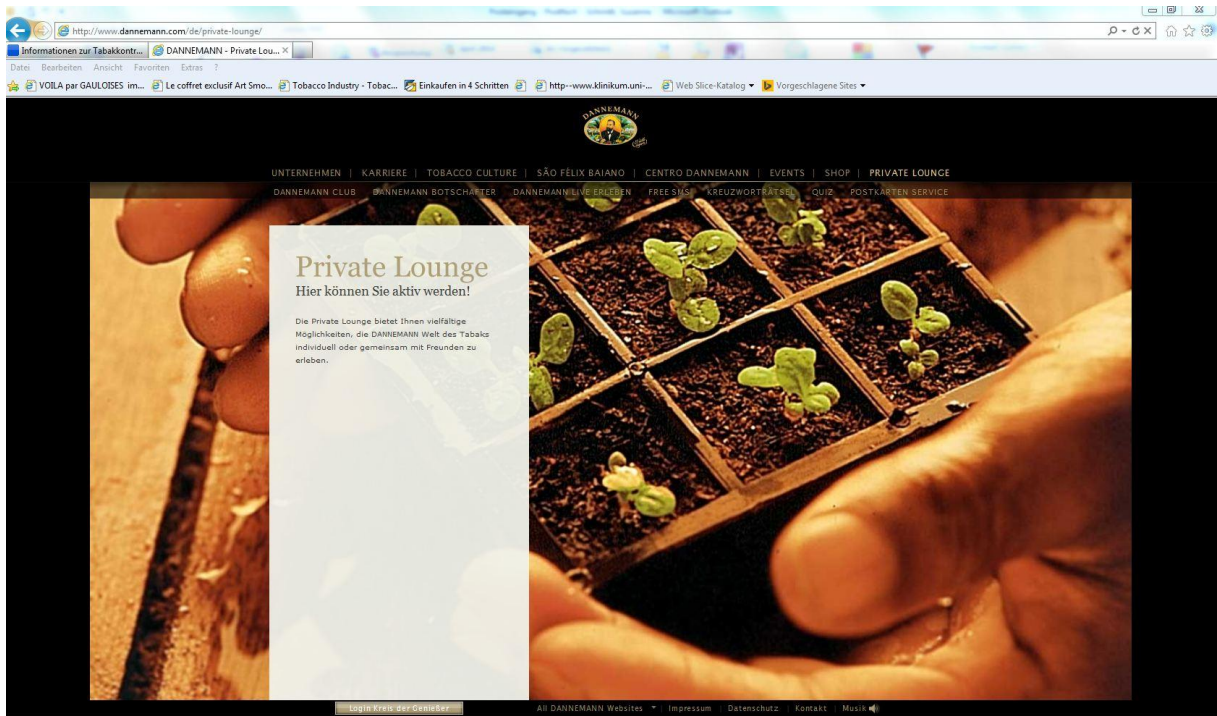 http://www.dannemann.com/de/private-lounge/
Informationen zur Tabakkontr... DANNEMANN - Private Lou...
Datei Bearbeiten Ansicht Favoriten Extras ?
VOILA par GAULOISES im... Le coffret exclusif Art Smo... Tobacco Industry - Tobac... Einkaufen in 4 Schritten http--www.klinikum.uni-... Web Slice-Katalog Vorgeschlagene Sites
DANNEMANN
UNTERNEHMEN | KARRIERE | TOBACCO CULTURE | SÃO FÉLIX BAIANO | CENTRO DANNEMANN | EVENTS | SHOP | PRIVATE LOUNGE
DANNEMANN CLUB DANNEMANN BOTSCHAFTER DANNEMANN LIVE ERLEBEN FREE SMS KREUZWORTRÄTSEL QUIZ POSTKARTEN SERVICE
Private Lounge
Hier können Sie aktiv werden!
Die Private Lounge bietet Ihnen vielfältige
Möglichkeiten, die DANNEMANN Welt des Tabaks
individuell oder gemeinsam mit Freunden zu
erleben.
Login Kreis der Genießer All DANNEMANN Websites | Impressum | Datenschutz | Kontakt | Musik